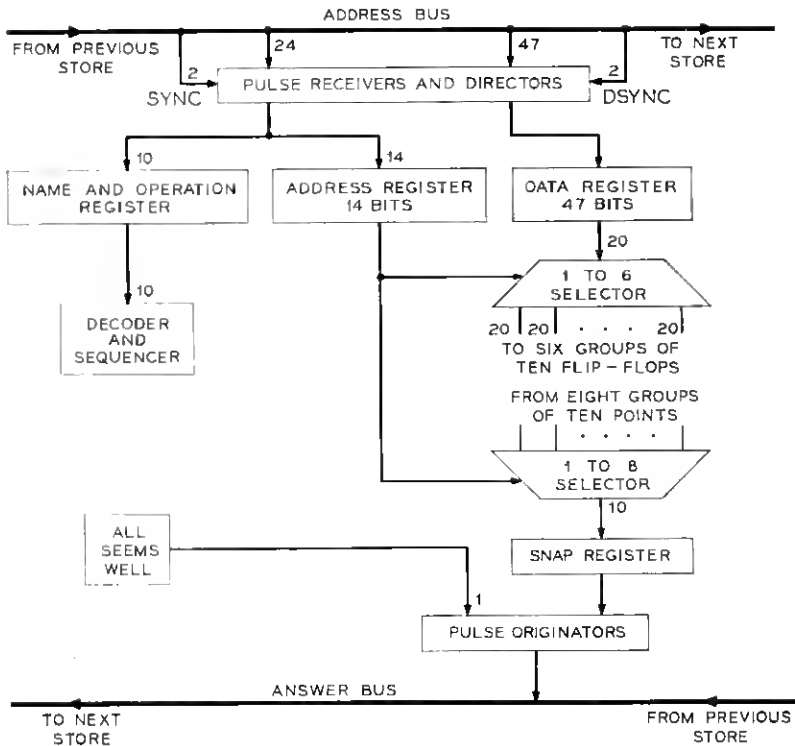 ADDRESS BUS
FROM PREVIOUS
STORE
24
47
TO NEXT
STORE
2
SYNC
PULSE RECEIVERS AND DIRECTORS
2
DSYNC
10
14
NAME AND OPERATION
REGISTER
ADDRESS REGISTER
14 BITS
DATA REGISTER
47 BITS
20
10
1 TO 6
SELECTOR
DECODER
AND
SEQUENCER
20 20 . . . . 20
TO SIX GROUPS OF
TEN FLIP-FLOPS
FROM EIGHT GROUPS
OF TEN POINTS
. . . .
1 TO 8
SELECTOR
10
ALL
SEEMS
WELL
SNAP REGISTER
1
PULSE ORIGINATORS
ANSWER BUS
TO NEXT
STORE
FROM PREVIOUS
STORE